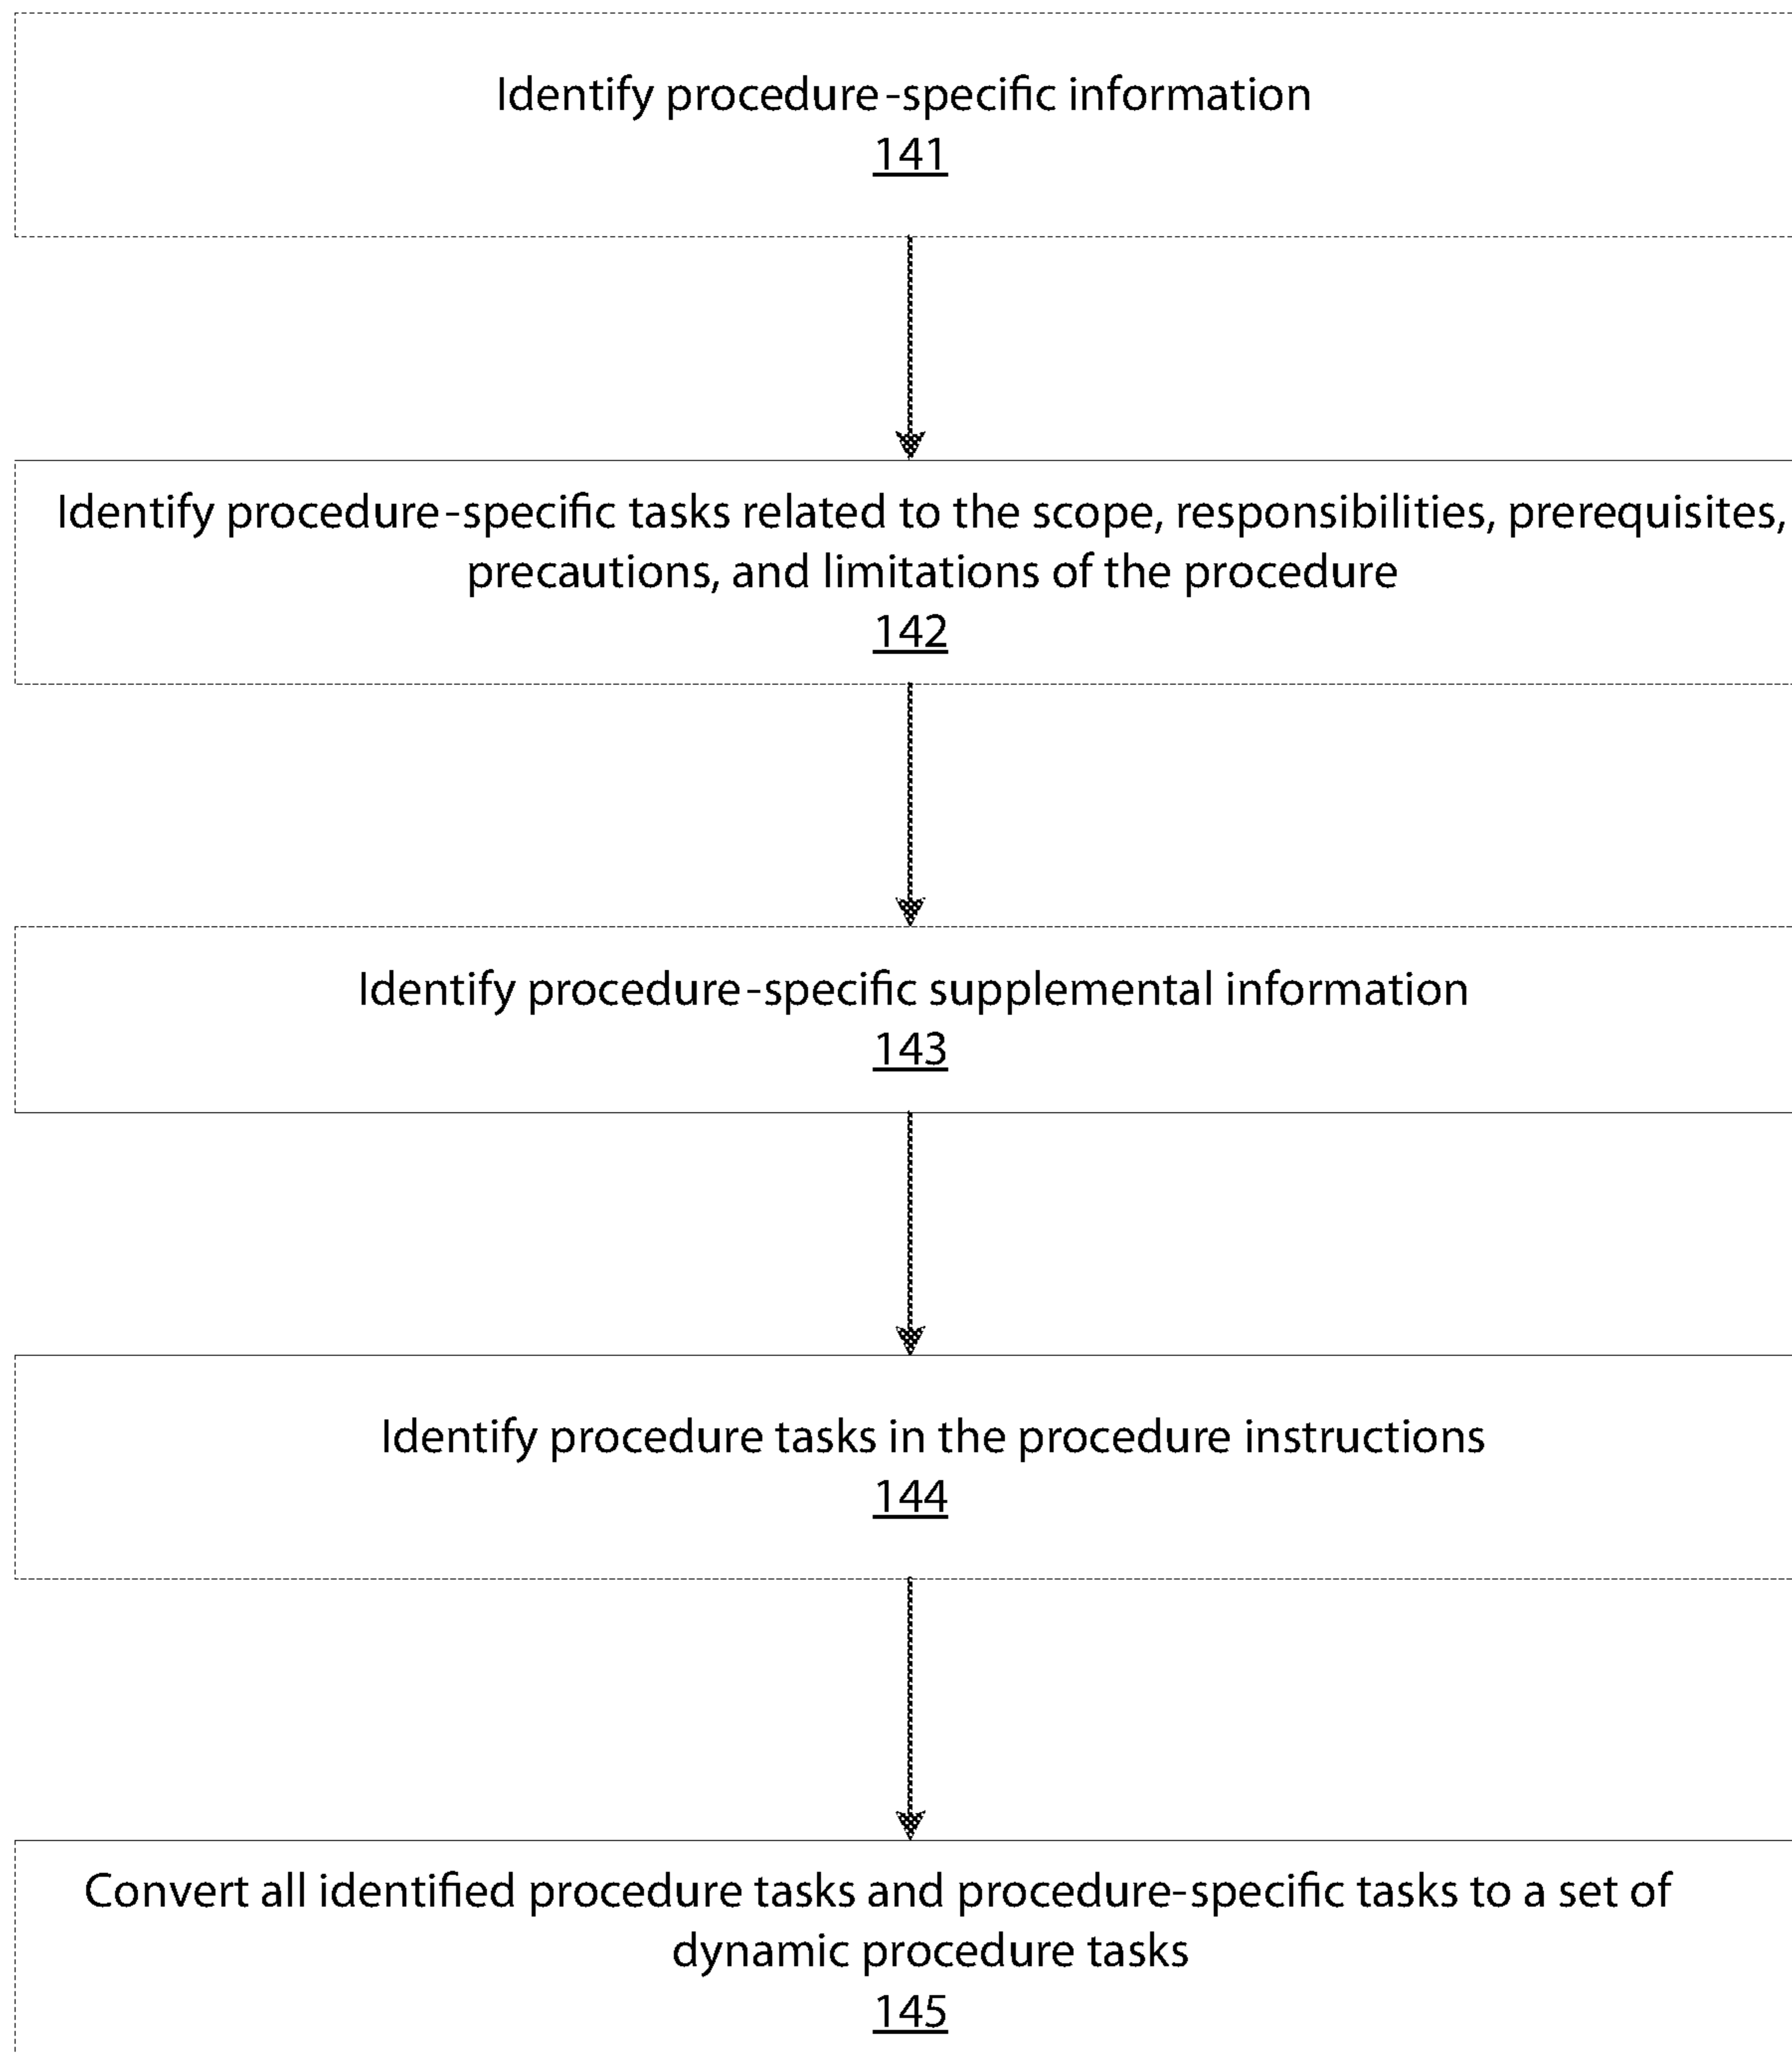 Identify procedure-specific information
141
Identify procedure-specific tasks related to the scope, responsibilities, prerequisites,
precautions, and limitations of the procedure
142
Identify procedure-specific supplemental information
143
Identify procedure tasks in the procedure instructions
144
Convert all identified procedure tasks and procedure-specific tasks to a set of
dynamic procedure tasks
145